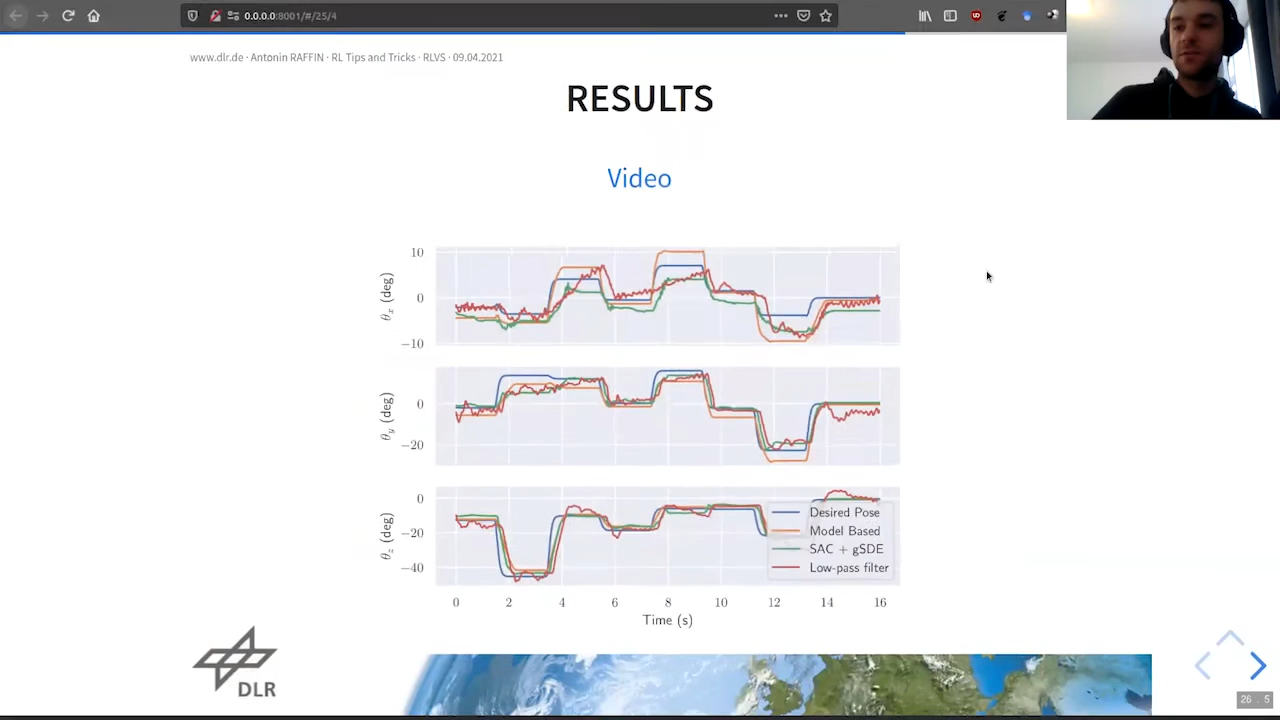 0.0.0.0:8001/#/25/4
www.dlr.de · Antonin RAFFIN · RL Tips and Tricks · RLVS · 09.04.2021
RESULTS
Video
10
0
−10
θx (deg)
0
−20
θy (deg)
0
−20
−40
θz (deg)
Desired Pose
Model Based
SAC + gSDE
Low-pass filter
0 2 4 6 8 10 12 14 16
Time (s)
DLR
26 . 5